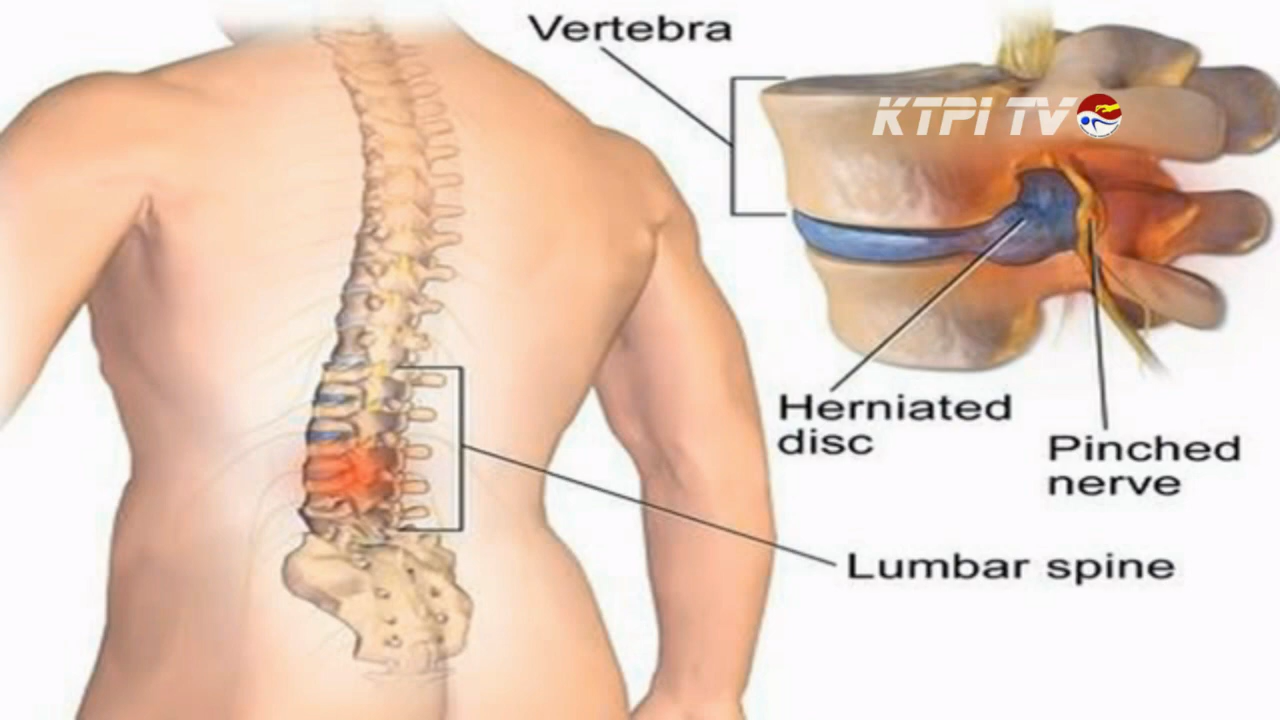 Vertebra
KTPI TV
Herniated
disc
Pinched
nerve
Lumbar spine